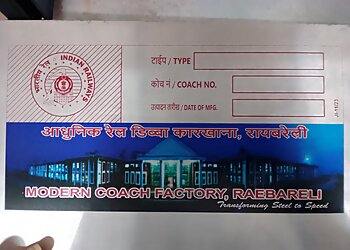 भारतीय रेल INDIAN RAILWAYS
टाईप / TYPE
कोच नं / COACH NO.
उत्पादन तारीख / DATE OF MFG.
आधुनिक रेल डिब्बा कारखाना, रायबरेली
MODERN COACH FACTORY, RAEBARELI
Transforming Steel to Speed